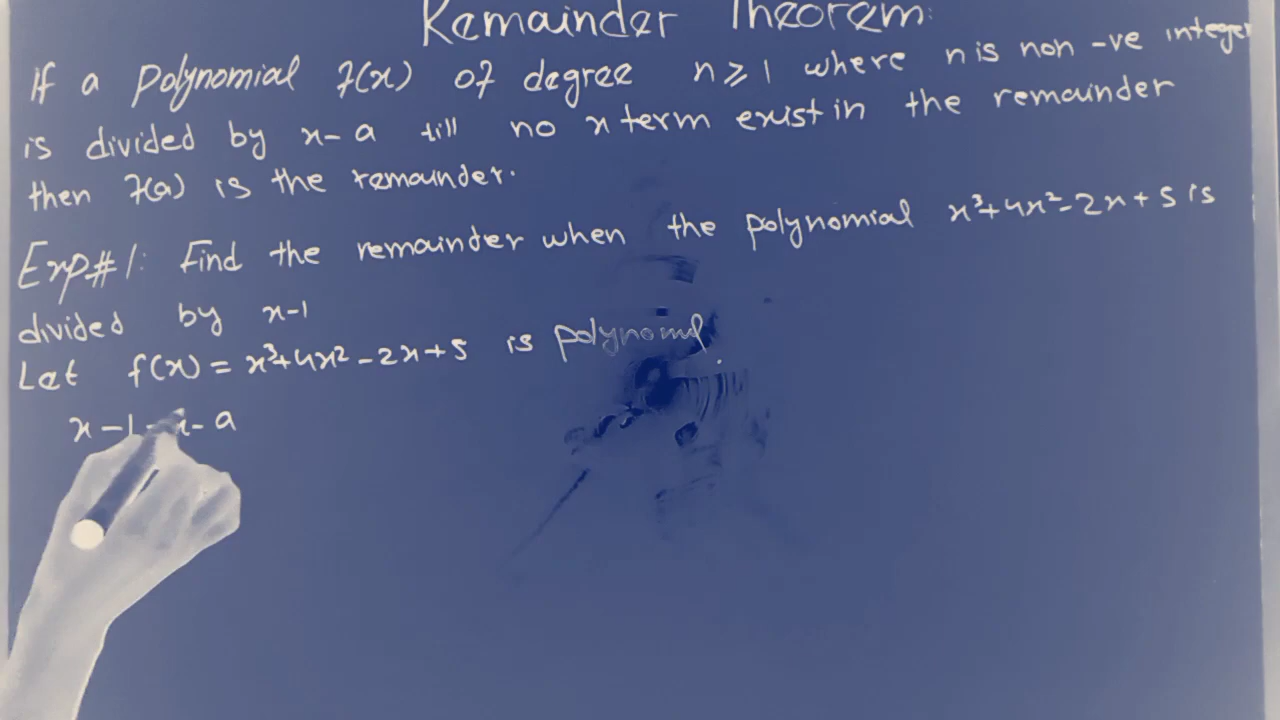 Remainder Theorem:
If a Polynomial f(x) of degree n ≥ 1 where n is non -ve integer
is divided by x - a till no x term exist in the remainder
then f(a) is the remainder.
Exp#1: Find the remainder when the polynomial x³+4x²-2x+5 is
divided by x-1
Let f(x) = x³+4x²-2x+5 is polynoml.
x-1 - x- a